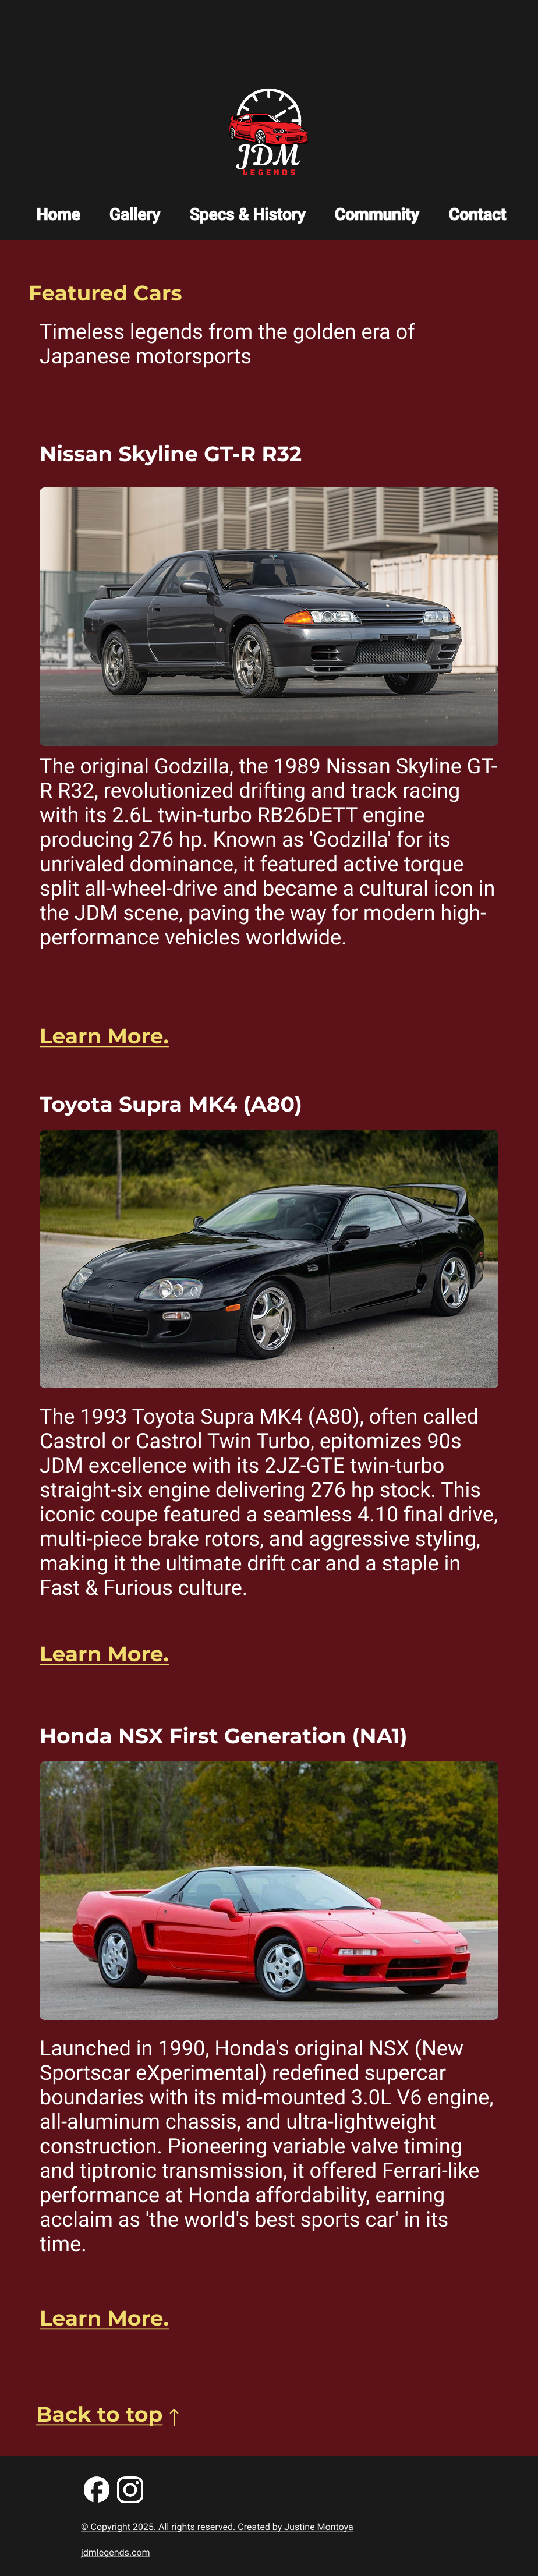 JDM
LEGENDS
Home Gallery Specs & History Community Contact
Featured Cars
Timeless legends from the golden era of
Japanese motorsports
Nissan Skyline GT-R R32
The original Godzilla, the 1989 Nissan Skyline GT-
R R32, revolutionized drifting and track racing
with its 2.6L twin-turbo RB26DETT engine
producing 276 hp. Known as 'Godzilla' for its
unrivaled dominance, it featured active torque
split all-wheel-drive and became a cultural icon in
the JDM scene, paving the way for modern high-
performance vehicles worldwide.
Learn More.
Toyota Supra MK4 (A80)
The 1993 Toyota Supra MK4 (A80), often called
Castrol or Castrol Twin Turbo, epitomizes 90s
JDM excellence with its 2JZ-GTE twin-turbo
straight-six engine delivering 276 hp stock. This
iconic coupe featured a seamless 4.10 final drive,
multi-piece brake rotors, and aggressive styling,
making it the ultimate drift car and a staple in
Fast & Furious culture.
Learn More.
Honda NSX First Generation (NA1)
Launched in 1990, Honda's original NSX (New
Sportscar eXperimental) redefined supercar
boundaries with its mid-mounted 3.0L V6 engine,
all-aluminum chassis, and ultra-lightweight
construction. Pioneering variable valve timing
and tiptronic transmission, it offered Ferrari-like
performance at Honda affordability, earning
acclaim as 'the world's best sports car' in its
time.
Learn More.
Back to top ↑
© Copyright 2025. All rights reserved. Created by Justine Montoya
jdmlegends.com